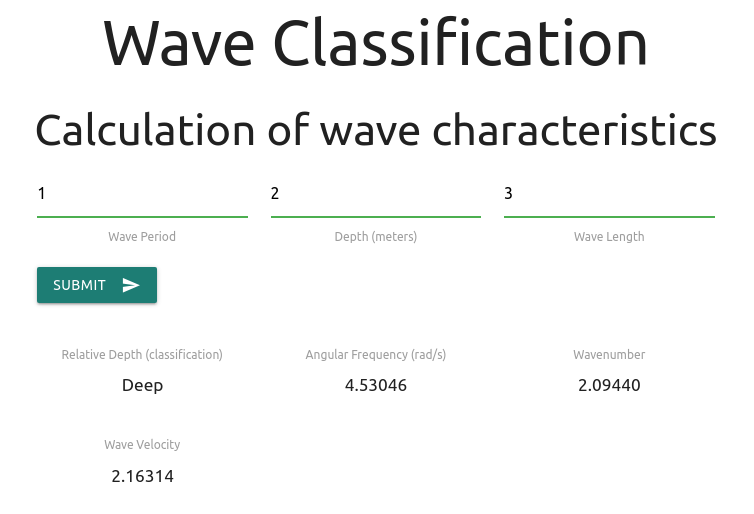 Wave Classification
Calculation of wave characteristics
1 2 3
Wave Period Depth (meters) Wave Length
SUBMIT
Relative Depth (classification) Angular Frequency (rad/s) Wavenumber
Deep 4.53046 2.09440
Wave Velocity
2.16314